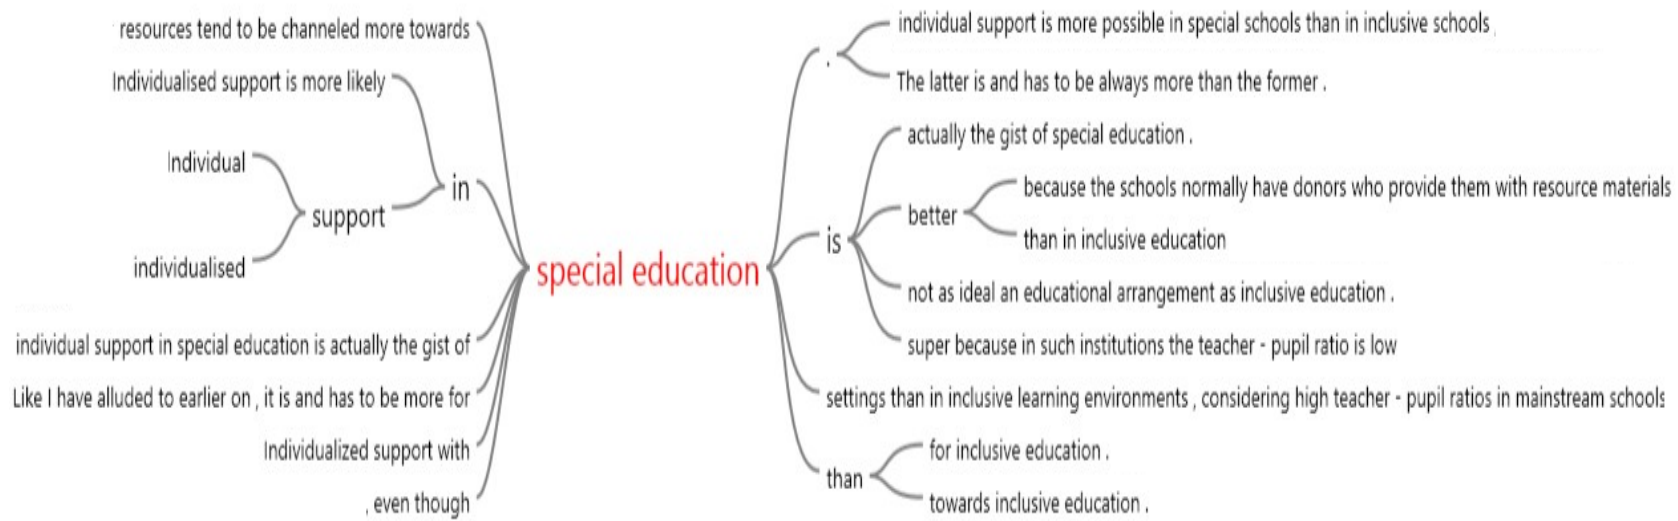 resources tend to be channeled more towards
Individualised support is more likely
Individual
in
support
individualised
individual support in special education is actually the gist of
Like I have alluded to earlier on , it is and has to be more for
Individualized support with
, even though
special education
.
individual support is more possible in special schools than in inclusive schools
The latter is and has to be always more than the former .
is
actually the gist of special education .
better
because the schools normally have donors who provide them with resource materials
than in inclusive education
not as ideal an educational arrangement as inclusive education .
super because in such institutions the teacher - pupil ratio is low
settings than in inclusive learning environments , considering high teacher - pupil ratios in mainstream schools
than
for inclusive education .
towards inclusive education .